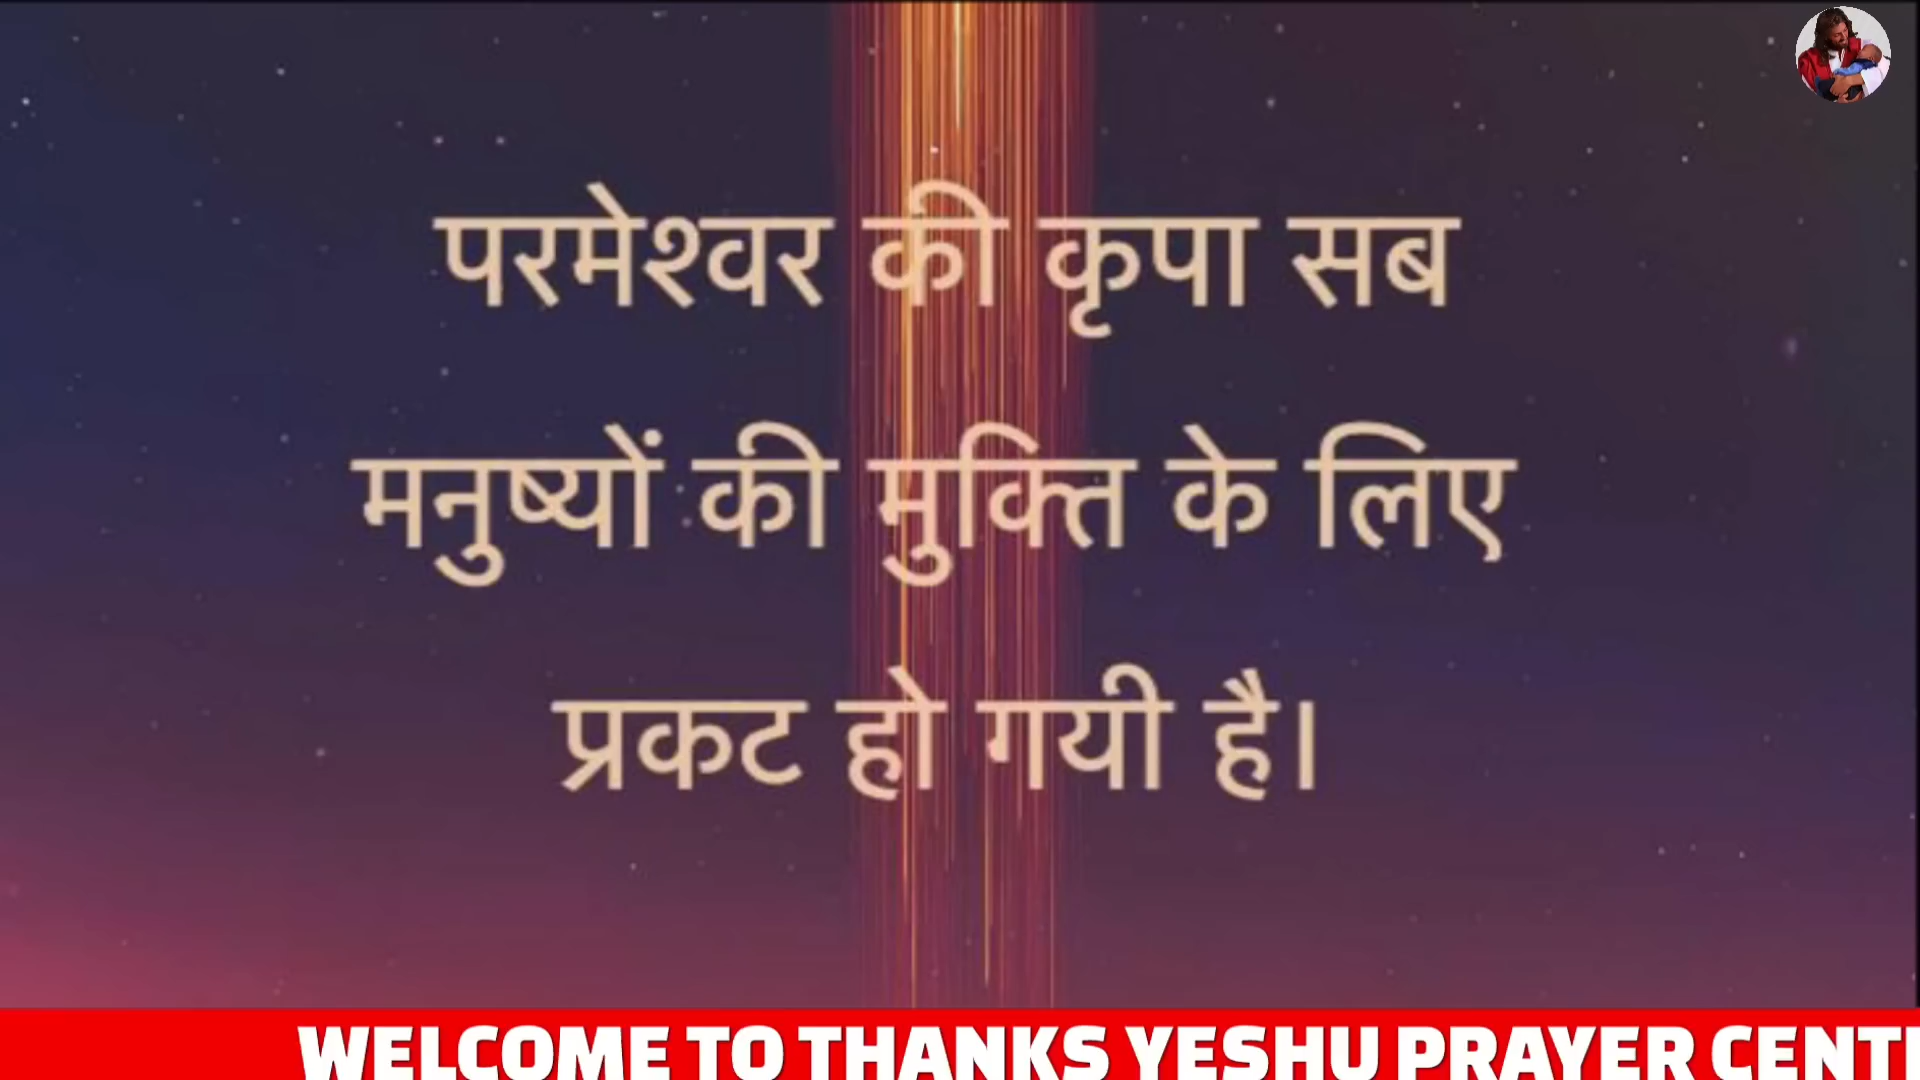 परमेश्वर की कृपा सब
मनुष्यों की मुक्ति के लिए
प्रकट हो गयी है।
WELCOME TO THANKS YESHU PRAYER